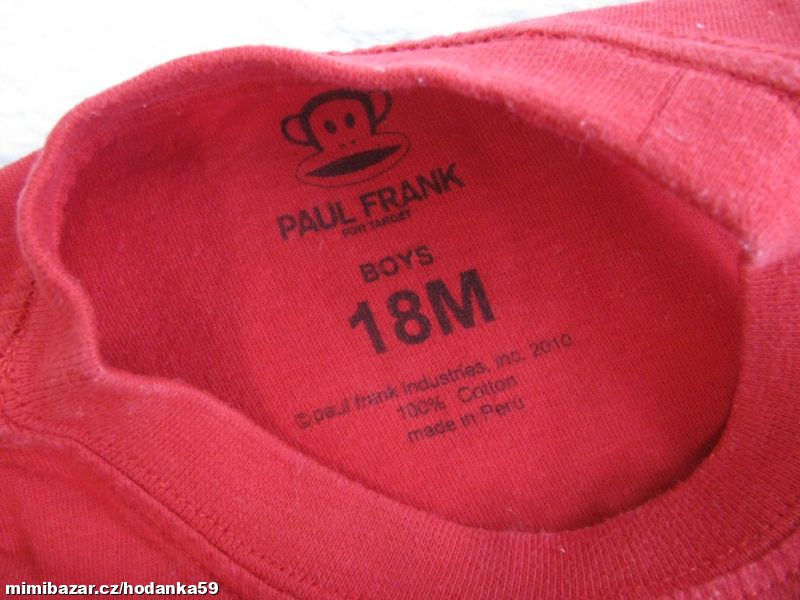 PAUL FRANK
FOR TARGET
BOYS
18M
© paul frank industries, inc. 2010
100% Cotton
made in Peru
mimibazar.cz/hodanka59